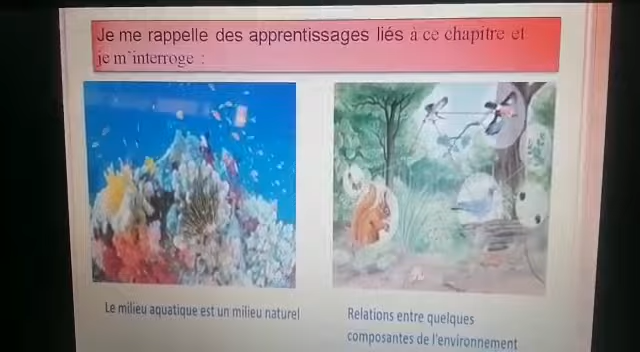 Je me rappelle des apprentissages liés à ce chapitre et
je m'interroge :
Le milieu aquatique est un milieu naturel
Relations entre quelques
composantes de l'environnement